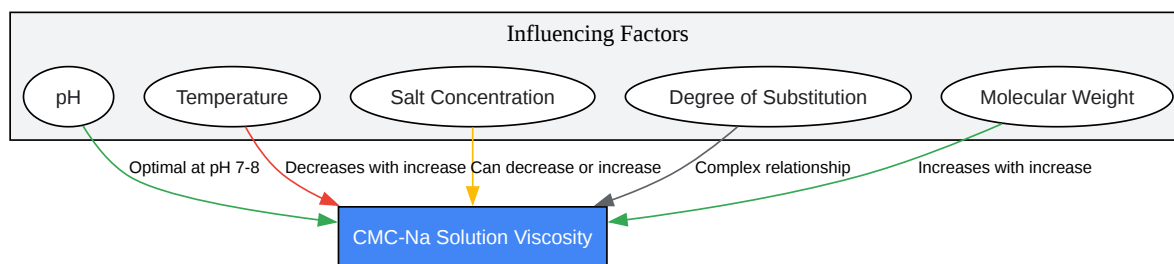 Influencing Factors
pH
Temperature
Salt Concentration
Degree of Substitution
Molecular Weight
Optimal at pH 7-8
Decreases with increase
Can decrease or increase
Complex relationship
Increases with increase
CMC-Na Solution Viscosity